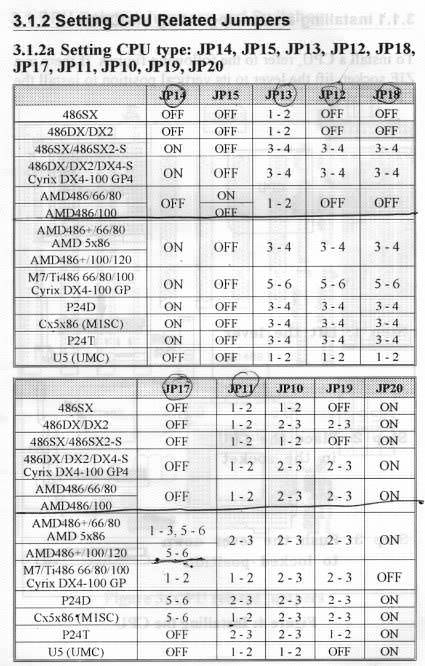 3.1.2 Setting CPU Related Jumpers
3.1.2a Setting CPU type: JP14, JP15, JP13, JP12, JP18,
JP17, JP11, JP10, JP19, JP20
JP14 JP15 JP13 JP12 JP18
486SX OFF OFF 1 - 2 OFF OFF
486DX/DX2 OFF OFF 1 - 2 OFF OFF
486SX/486SX2-S ON OFF 3 - 4 3 - 4 3 - 4
486DX/DX2/DX4-S
Cyrix DX4-100 GP4 ON OFF 3 - 4 3 - 4 3 - 4
AMD486/66/80 OFF ON 1 - 2 OFF OFF
AMD486/100 OFF
AMD486+/66/80
AMD 5x86 ON OFF 3 - 4 3 - 4 3 - 4
AMD486+/100/120
M7/Ti486 66/80/100
Cyrix DX4-100 GP ON OFF 5 - 6 5 - 6 5 - 6
P24D ON OFF 3 - 4 3 - 4 3 - 4
Cx5x86 (M1SC) ON OFF 3 - 4 3 - 4 3 - 4
P24T ON OFF 3 - 4 3 - 4 3 - 4
U5 (UMC) OFF OFF 1 - 2 1 - 2 1 - 2
JP17 JP11 JP10 JP19 JP20
486SX OFF 1 - 2 1 - 2 OFF ON
486DX/DX2 OFF 1 - 2 2 - 3 2 - 3 ON
486SX/486SX2-S OFF 1 - 2 1 - 2 OFF ON
486DX/DX2/DX4-S
Cyrix DX4-100 GP4 OFF 1 - 2 2 - 3 2 - 3 ON
AMD486/66/80
AMD486/100 OFF 1 - 2 2 - 3 2 - 3 ON
AMD486+/66/80
AMD 5x86 1 - 3, 5 - 6 2 - 3 2 - 3 2 - 3 ON
AMD486+/100/120 5 - 6
M7/Ti486 66/80/100
Cyrix DX4-100 GP 1 - 2 1 - 2 2 - 3 2 - 3 OFF
P24D 5 - 6 2 - 3 2 - 3 2 - 3 ON
Cx5x86 (M1SC) 5 - 6 1 - 2 2 - 3 2 - 3 ON
P24T OFF 2 - 3 2 - 3 1 - 2 ON
U5 (UMC) OFF 1 - 2 1 - 2 OFF ON